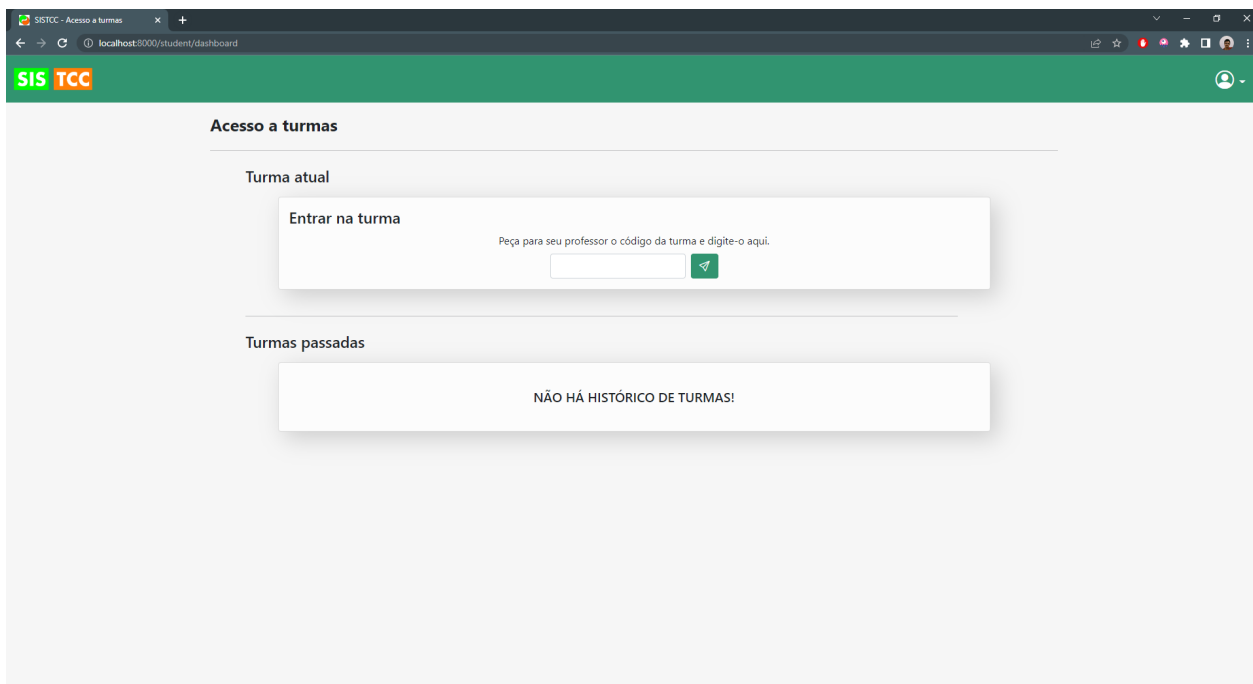 SISTCC - Acesso a turmas
localhost:8000/student/dashboard
SIS TCC
Acesso a turmas
Turma atual
Entrar na turma
Peça para seu professor o código da turma e digite-o aqui.
Turmas passadas
NÃO HÁ HISTÓRICO DE TURMAS!